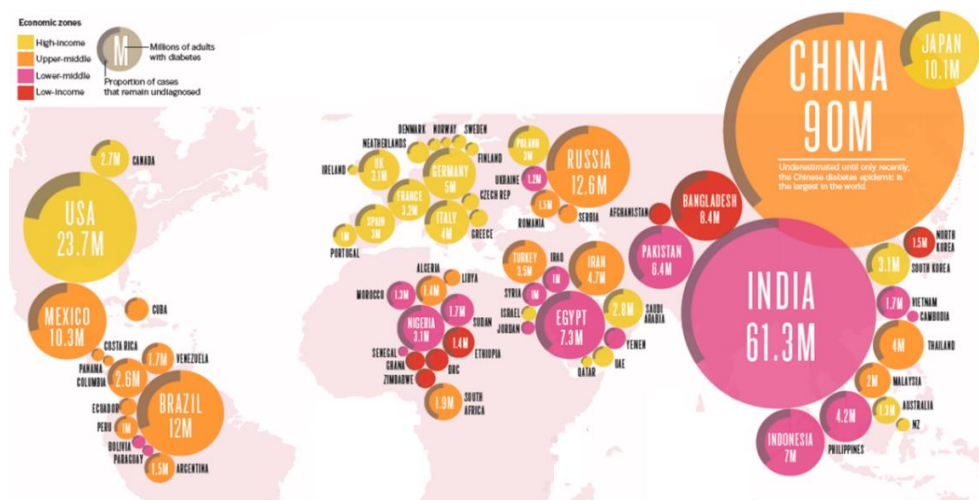 Economic zones
High-income
Upper-middle
Lower-middle
Low-income
M
Millions of adults
with diabetes
Proportion of cases
that remain undiagnosed
CHINA
90M
Underestimated until only recently,
the Chinese diabetes epidemic is
the largest in the world.
JAPAN
10.1M
2.7M
CANADA
USA
23.7M
MEXICO
10.3M
CUBA
COSTA RICA
PANAMA
COLUMBIA
2.6M
1.7M
VENEZUELA
ECUADOR
BRAZIL
12M
PERU
1M
BOLIVIA
PARAGUAY
1.5M
ARGENTINA
IRELAND
UK
3.1M
NEATHERLANDS
DENMARK
NORWAY
SWEDEN
FINLAND
GERMANY
5M
FRANCE
3.2M
SPAIN
3M
1M
PORTUGAL
ITALY
4M
CZECH REP
GREECE
POLAND
3M
UKRAINE
1.2M
RUSSIA
12.6M
1.5M
ROMANIA
SERBIA
AFGHANISTAN
BANGLADESH
8.4M
PAKISTAN
6.4M
INDIA
61.3M
TURKEY
3.5M
IRAQ
1M
IRAN
4.7M
SYRIA
1M
ISRAEL
JORDAN
EGYPT
7.3M
2.8M
SAUDI
ARABIA
YEMEN
UAE
QATAR
ALGERIA
1.4M
LIBYA
MOROCCO
1.3M
NIGERIA
3.1M
1.7M
SUDAN
1.4M
ETHIOPIA
SENEGAL
GHANA
DRC
ZIMBABWE
1.9M
SOUTH
AFRICA
1.5M
NORTH
KOREA
3.1M
SOUTH KOREA
1.7M
VIETNAM
CAMBODIA
4M
THAILAND
2M
MALAYSIA
4.2M
PHILIPPINES
INDONESIA
7M
1.3M
AUSTRALIA
NZ